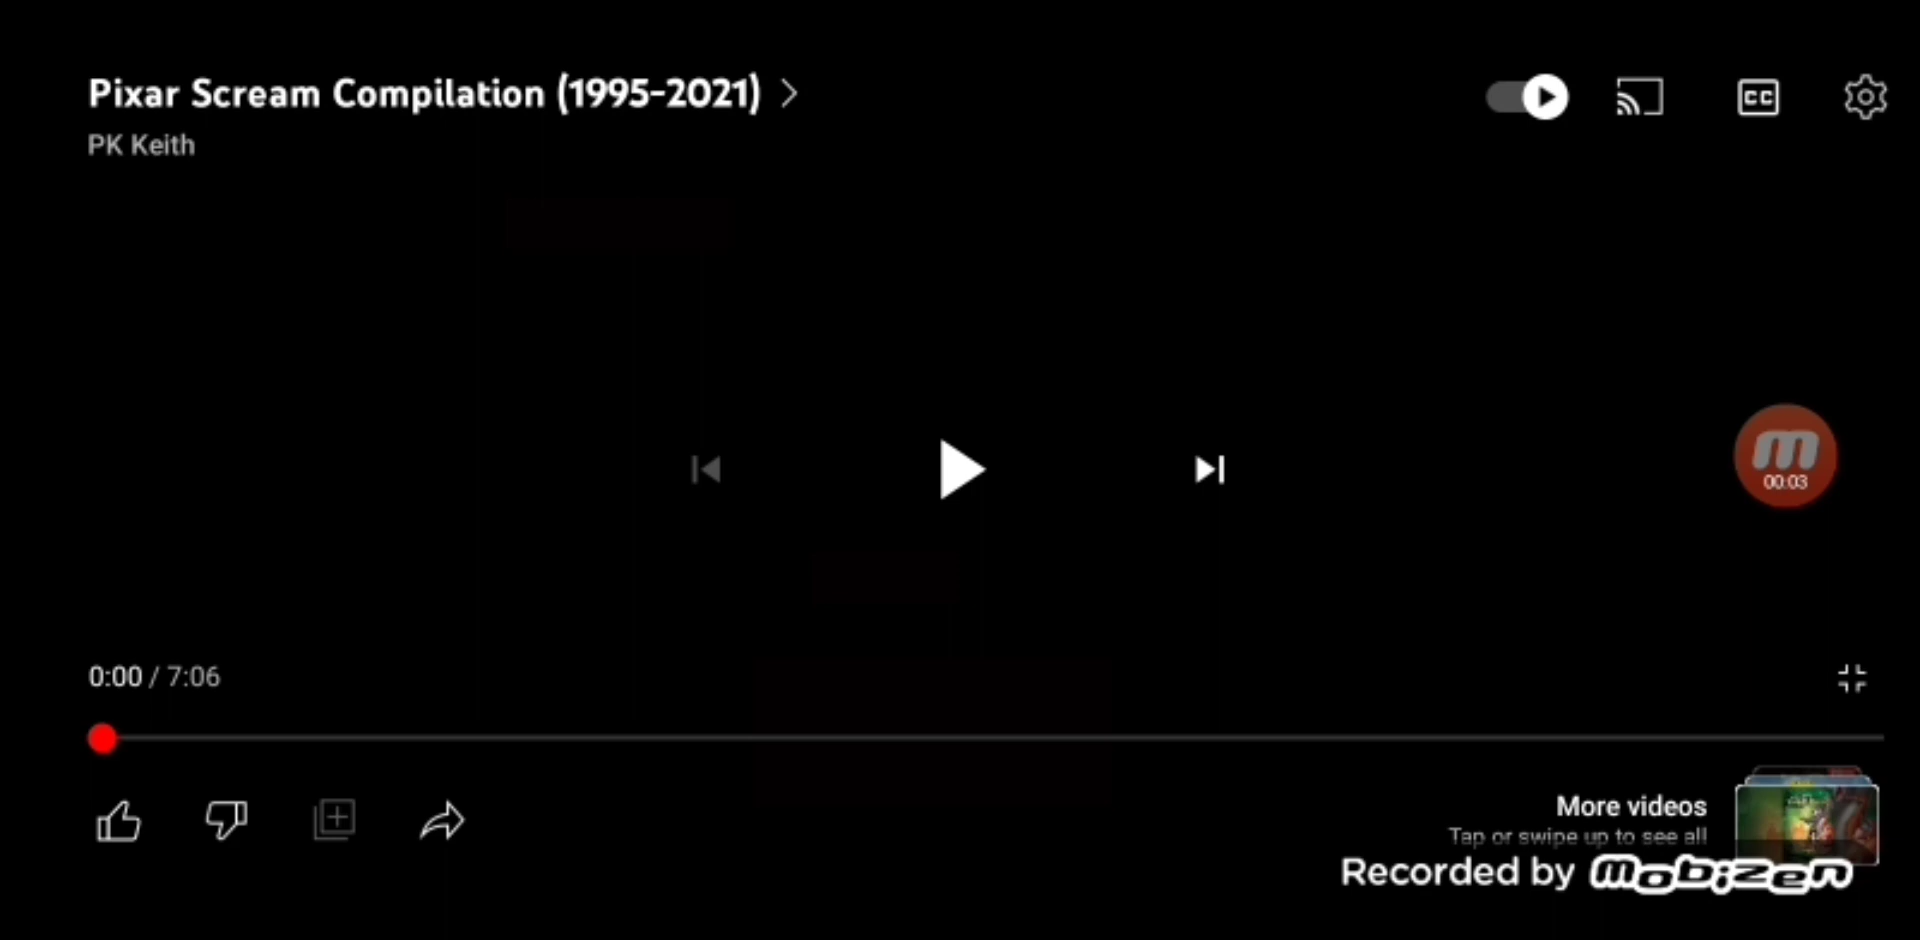 Pixar Scream Compilation (1995-2021)
PK Keith
CC
m
00:03
0:00 / 7:06
More videos
Tap or swipe up to see all
Recorded by mobizen